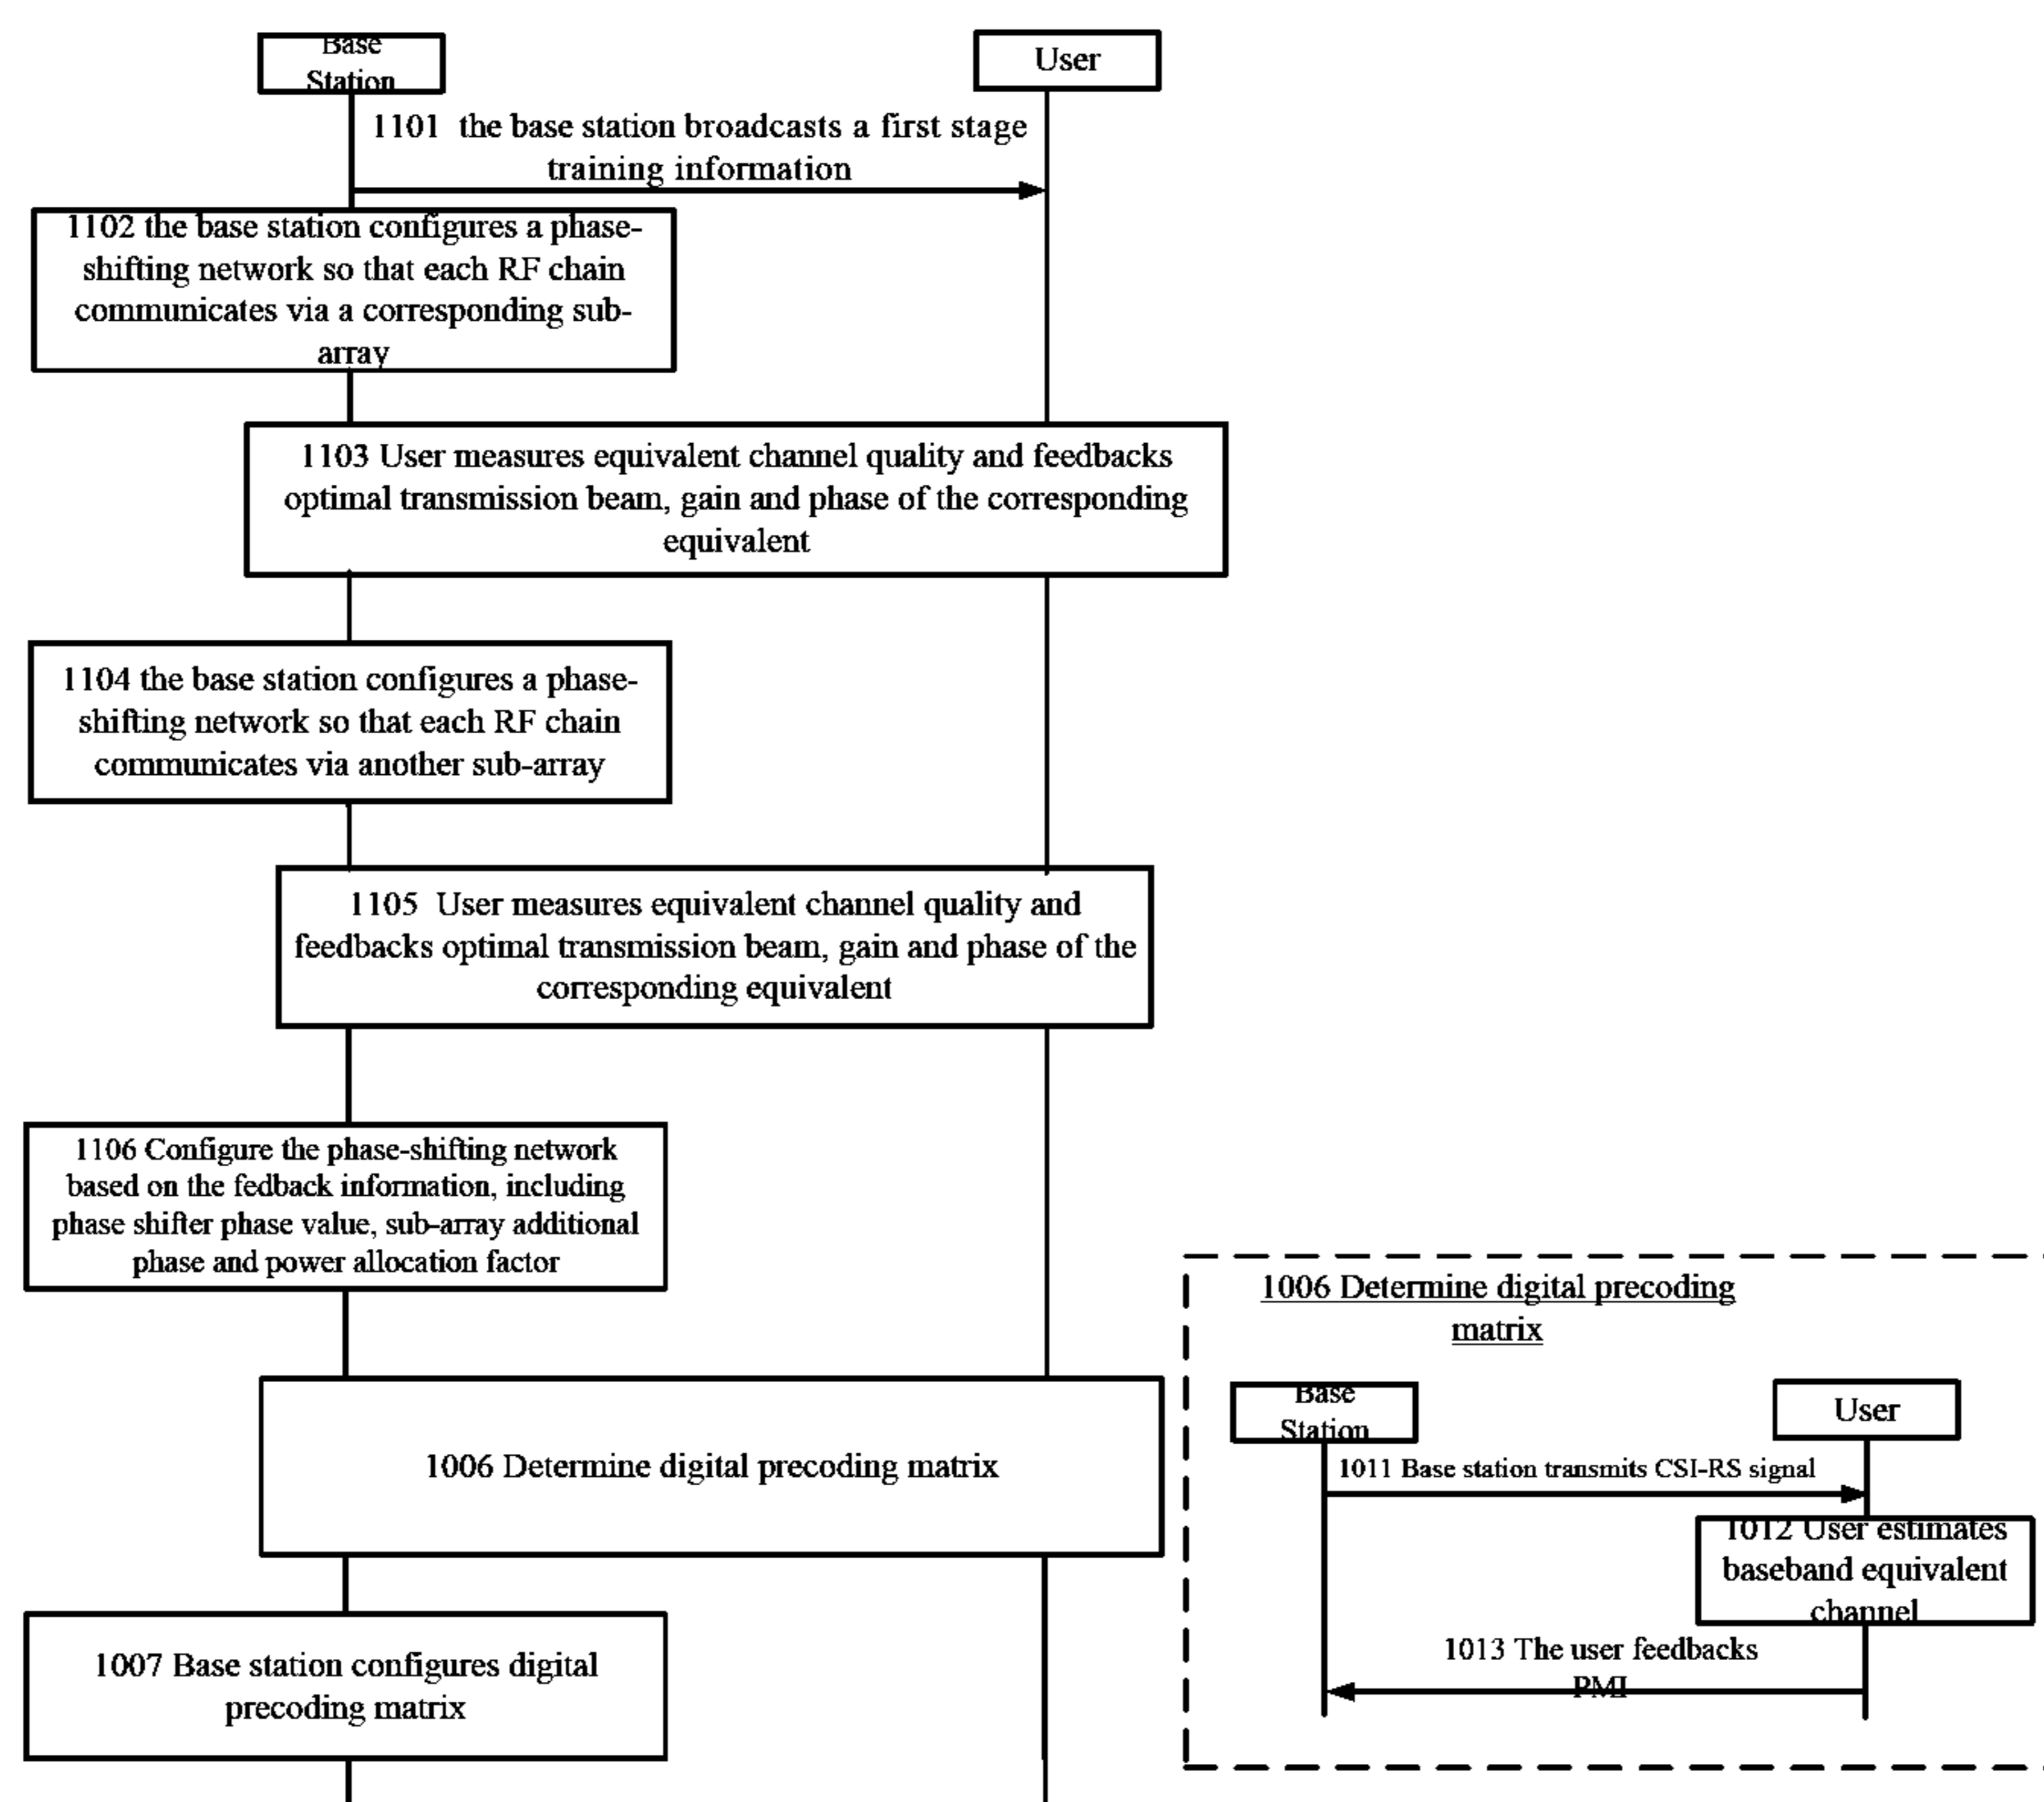 Base
Station
User
1101 the base station broadcasts a first stage
training information
1102 the base station configures a phase-
shifting network so that each RF chain
communicates via a corresponding sub-
array
1103 User measures equivalent channel quality and feedbacks
optimal transmission beam, gain and phase of the corresponding
equivalent
1104 the base station configures a phase-
shifting network so that each RF chain
communicates via another sub-array
1105 User measures equivalent channel quality and
feedbacks optimal transmission beam, gain and phase of the
corresponding equivalent
1106 Configure the phase-shifting network
based on the fedback information, including
phase shifter phase value, sub-array additional
phase and power allocation factor
1006 Determine digital precoding matrix
1007 Base station configures digital
precoding matrix
1006 Determine digital precoding
matrix
Base
Station
User
1011 Base station transmits CSI-RS signal
1012 User estimates
baseband equivalent
channel
1013 The user feedbacks
PMI